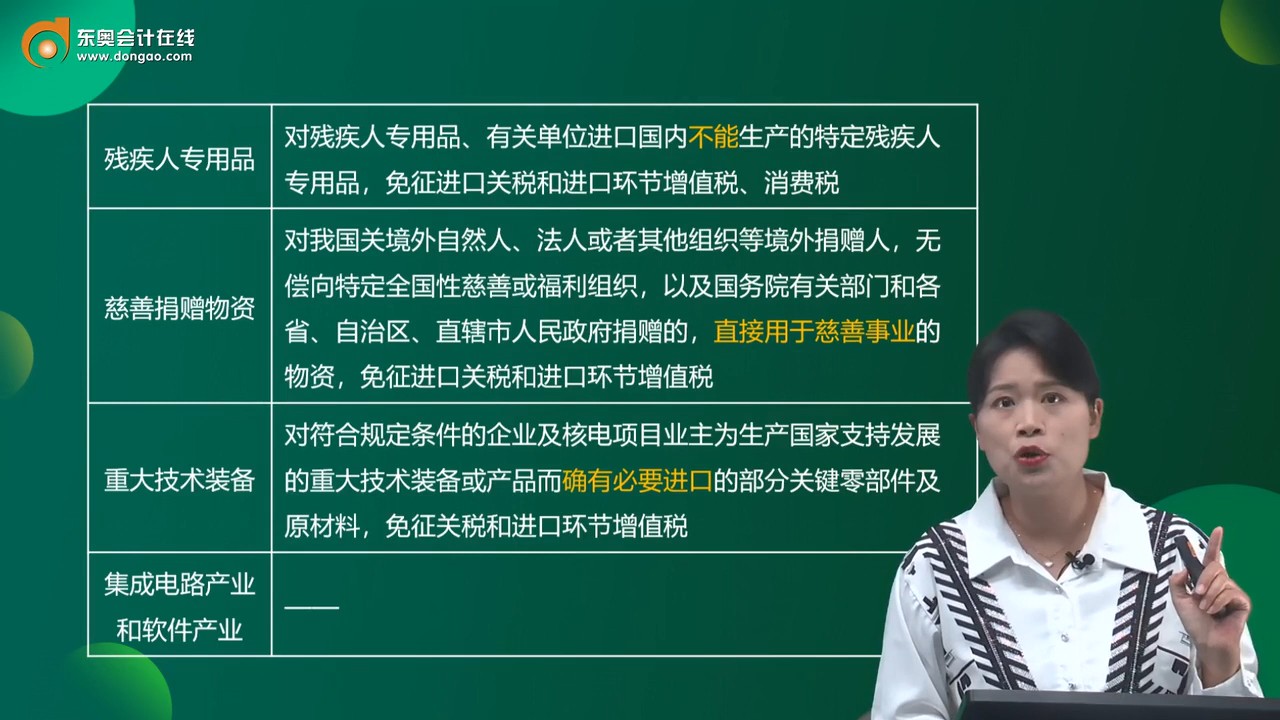 东奥会计在线
www.dongao.com
残疾人专用品
对残疾人专用品、有关单位进口国内不能生产的特定残疾人
专用品，免征进口关税和进口环节增值税、消费税
慈善捐赠物资
对我国关境外自然人、法人或者其他组织等境外捐赠人，无
偿向特定全国性慈善或福利组织，以及国务院有关部门和各
省、自治区、直辖市人民政府捐赠的，直接用于慈善事业的
物资，免征进口关税和进口环节增值税
重大技术装备
对符合规定条件的企业及核电项目业主为生产国家支持发展
的重大技术装备或产品而确有必要进口的部分关键零部件及
原材料，免征关税和进口环节增值税
集成电路产业
和软件产业
——